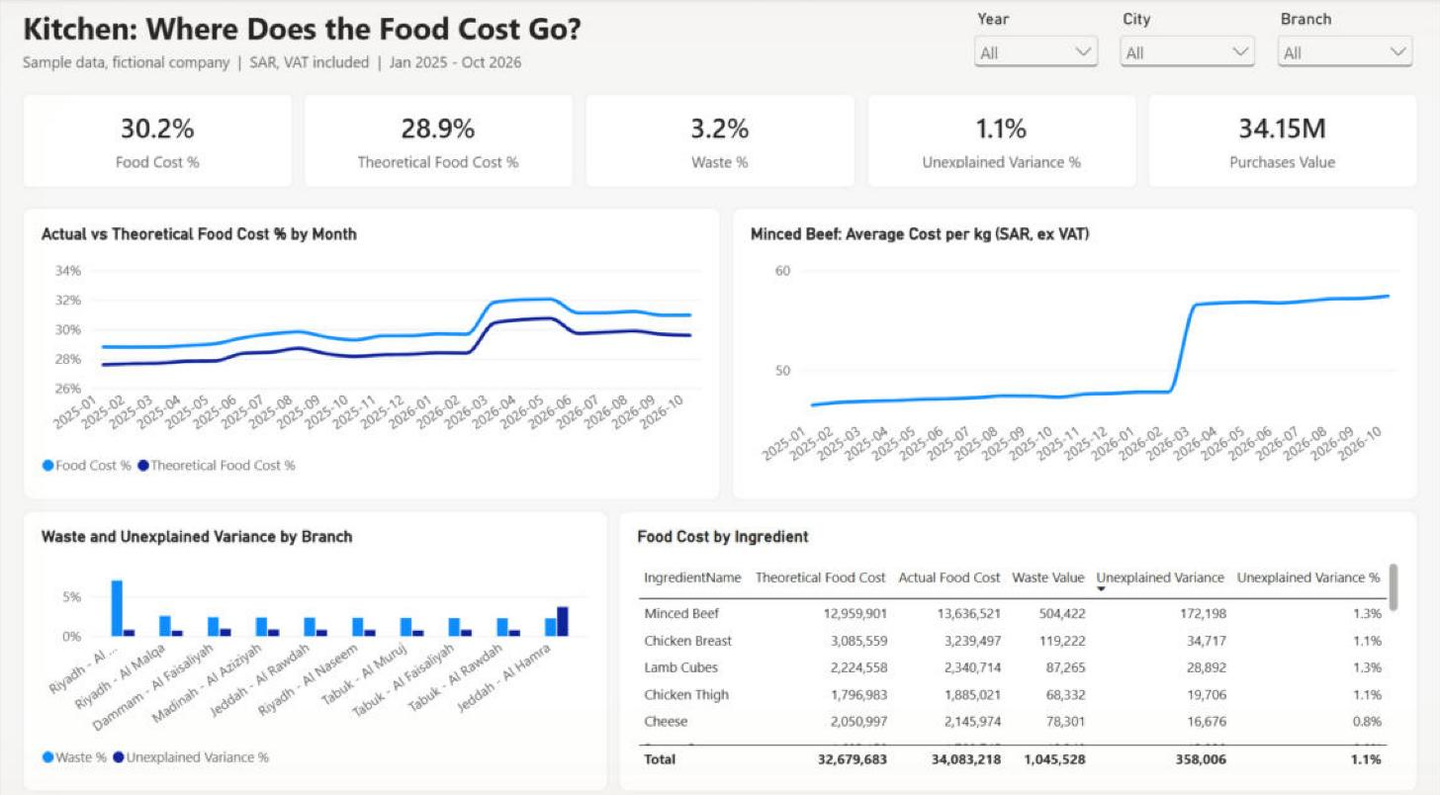 Kitchen: Where Does the Food Cost Go?
Sample data, fictional company | SAR, VAT included | Jan 2025 - Oct 2026
Year City Branch
All All All
30.2% 28.9% 3.2% 1.1% 34.15M
Food Cost % Theoretical Food Cost % Waste % Unexplained Variance % Purchases Value
Actual vs Theoretical Food Cost % by Month
34%
32%
30%
28%
26%
2025-01 2025-02 2025-03 2025-04 2025-05 2025-06 2025-07 2025-08 2025-09 2025-10 2025-11 2025-12 2026-01 2026-02 2026-03 2026-04 2026-05 2026-06 2026-07 2026-08 2026-09 2026-10
Food Cost % Theoretical Food Cost %
Minced Beef: Average Cost per kg (SAR, ex VAT)
60
50
2025-01 2025-02 2025-03 2025-04 2025-05 2025-06 2025-07 2025-08 2025-09 2025-10 2025-11 2025-12 2026-01 2026-02 2026-03 2026-04 2026-05 2026-06 2026-07 2026-08 2026-09 2026-10
Waste and Unexplained Variance by Branch
5%
0%
Riyadh - Al ...
Riyadh - Al Malqa
Dammam - Al Faisaliyah
Madinah - Al Aziziyah
Jeddah - Al Rawdah
Riyadh - Al Naseem
Tabuk - Al Muruj
Tabuk - Al Faisaliyah
Tabuk - Al Rawdah
Jeddah - Al Hamra
Waste % Unexplained Variance %
Food Cost by Ingredient
IngredientName Theoretical Food Cost Actual Food Cost Waste Value Unexplained Variance Unexplained Variance %
Minced Beef 12,959,901 13,636,521 504,422 172,198 1.3%
Chicken Breast 3,085,559 3,239,497 119,222 34,717 1.1%
Lamb Cubes 2,224,558 2,340,714 87,265 28,892 1.3%
Chicken Thigh 1,796,983 1,885,021 68,332 19,706 1.1%
Cheese 2,050,997 2,145,974 78,301 16,676 0.8%
Total 32,679,683 34,083,218 1,045,528 358,006 1.1%